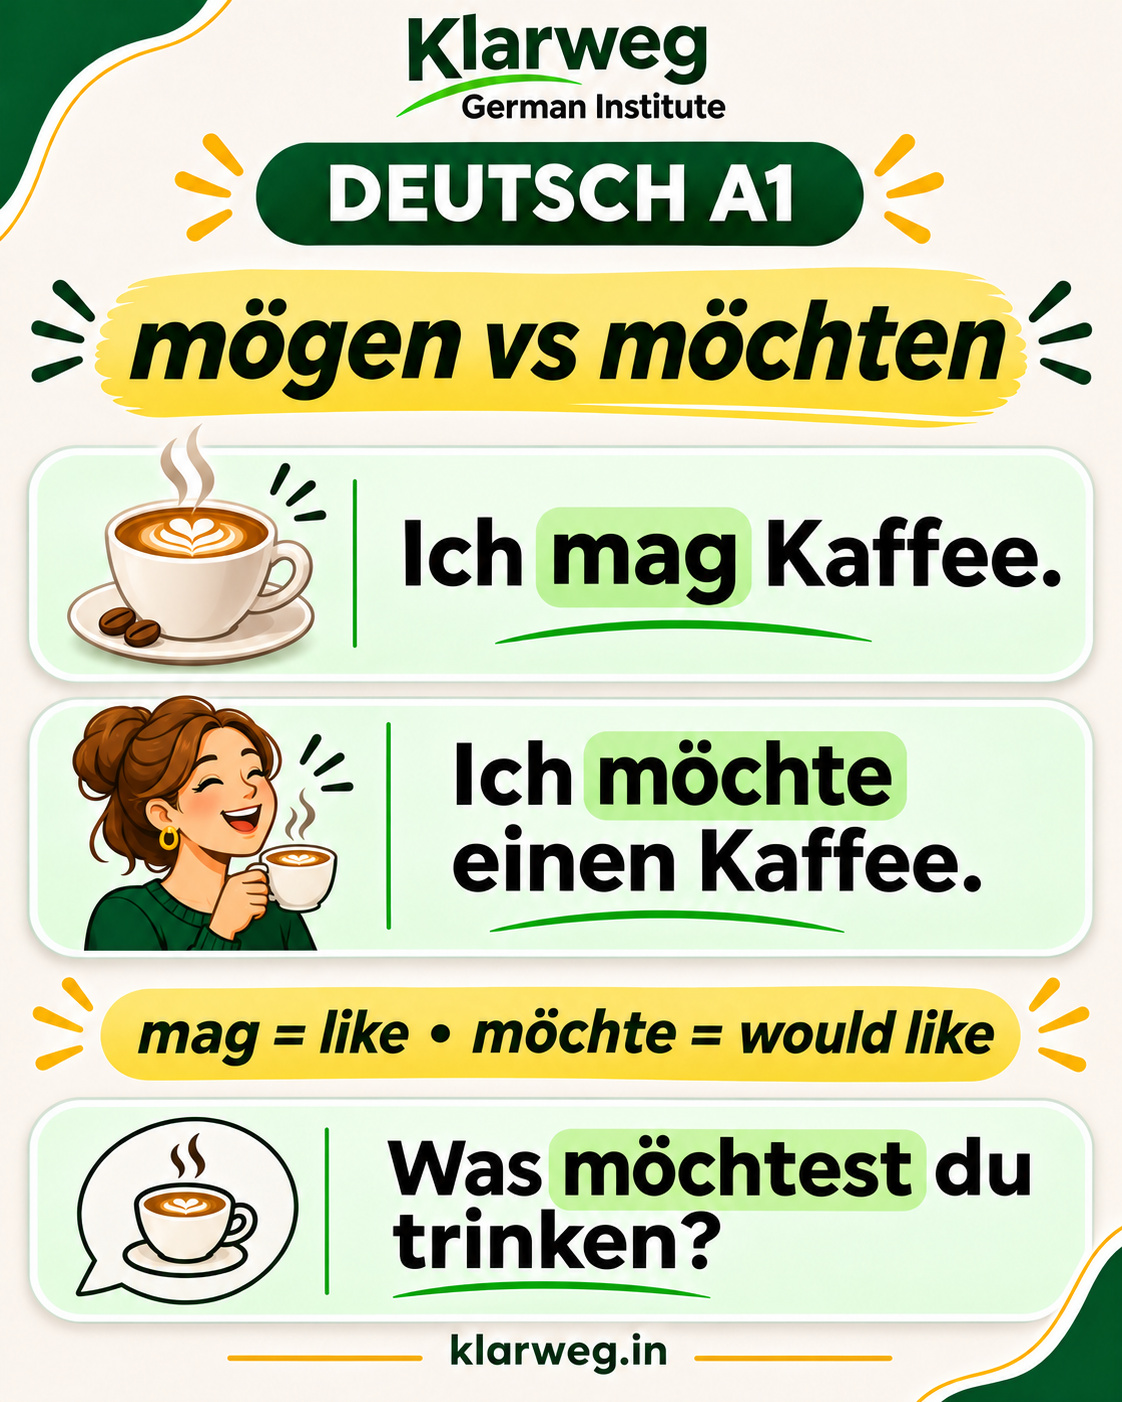 Klarweg
German Institute
DEUTSCH A1
mögen vs möchten
Ich mag Kaffee.
Ich möchte
einen Kaffee.
mag = like • möchte = would like
Was möchtest du
trinken?
klarweg.in